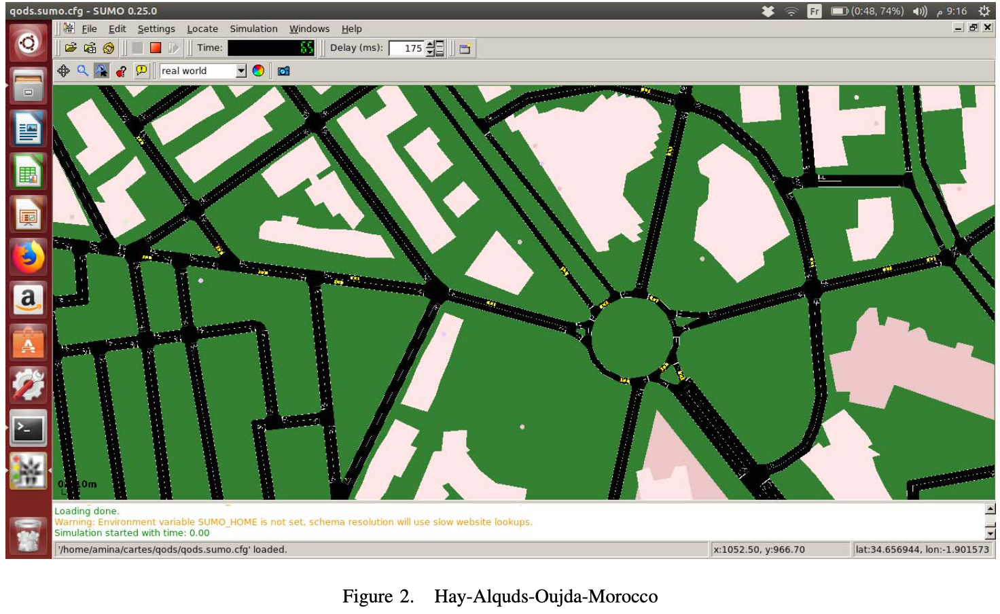 qods.sumo.cfg - SUMO 0.25.0
Fr
(0:48, 74%)
م 9:16
File Edit Settings Locate Simulation Windows Help
Time: 65 Delay (ms): 175
real world
Loading done.
Warning: Environment variable SUMO_HOME is not set, schema resolution will use slow website lookups.
Simulation started with time: 0.00
'/home/amina/cartes/qods/qods.sumo.cfg' loaded.
x:1052.50, y:966.70
lat:34.656944, lon:-1.901573
Figure 2. Hay-Alquds-Oujda-Morocco